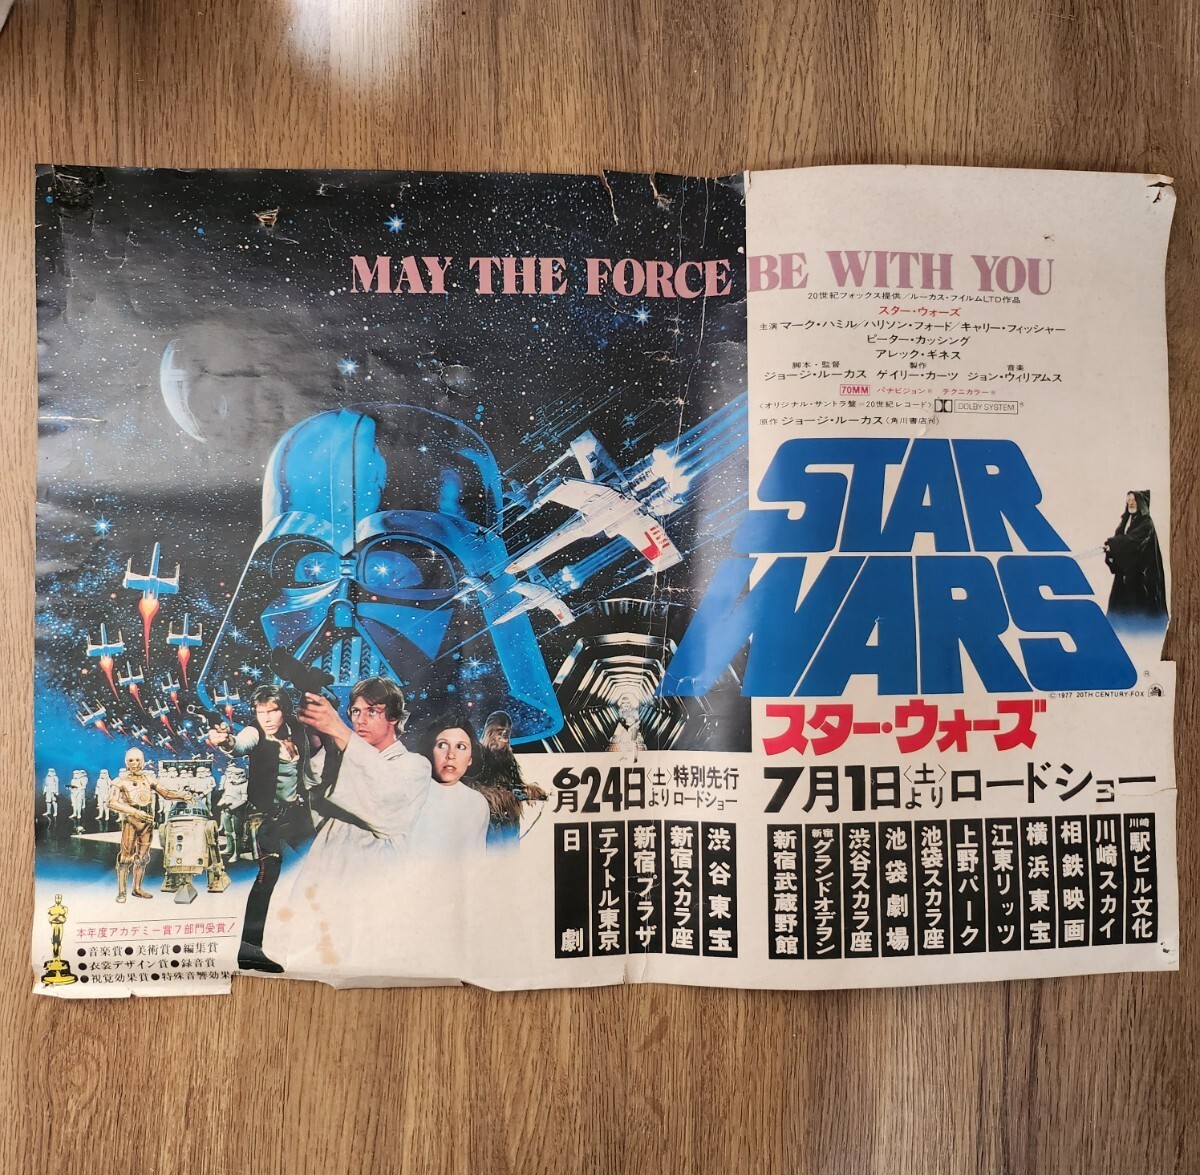 MAY THE FORCE BE WITH YOU
20世紀フォックス提供/ルーカス・フイルムLTD作品
スター・ウォーズ
主演 マーク・ハミル/ハリソン・フォード/キャリー・フィッシャー
ピーター・カッシング
アレック・ギネス
脚本・監督 製作 音楽
ジョージ・ルーカス ゲイリー・カーツ ジョン・ウィリアムス
70MM パナビジョン® テクニカラー®
〈オリジナル・サントラ盤=20世紀レコード〉 DOLBY SYSTEM®
原作 ジョージ・ルーカス〈角川書店刊〉
STAR
WARS®
©1977 20TH CENTURY-FOX
スター・ウォーズ
6月24日〈土〉より特別先行ロードショー
日劇
テアトル東京
新宿プラザ
新宿スカラ座
渋谷東宝
7月1日〈土〉よりロードショー
新宿武蔵野館
新宿グランドオデヲン
渋谷スカラ座
池袋劇場
池袋スカラ座
上野パーク
江東リッツ
横浜東宝
相鉄映画
川崎スカイ
川崎駅ビル文化
本年度アカデミー賞7部門受賞!
●音楽賞●美術賞●編集賞
●衣裳デザイン賞●録音賞
●視覚効果賞●特殊音響効果賞